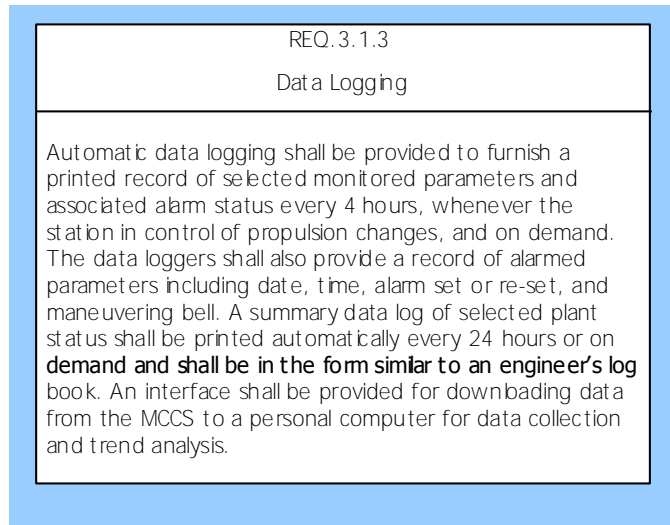 REQ.3.1.3
Data Logging
Automatic data logging shall be provided to furnish a
printed record of selected monitored parameters and
associated alarm status every 4 hours, whenever the
station in control of propulsion changes, and on demand.
The data loggers shall also provide a record of alarmed
parameters including date, time, alarm set or re-set, and
maneuvering bell. A summary data log of selected plant
status shall be printed automatically every 24 hours or on
demand and shall be in the form similar to an engineer's log
book. An interface shall be provided for downloading data
from the MCCS to a personal computer for data collection
and trend analysis.